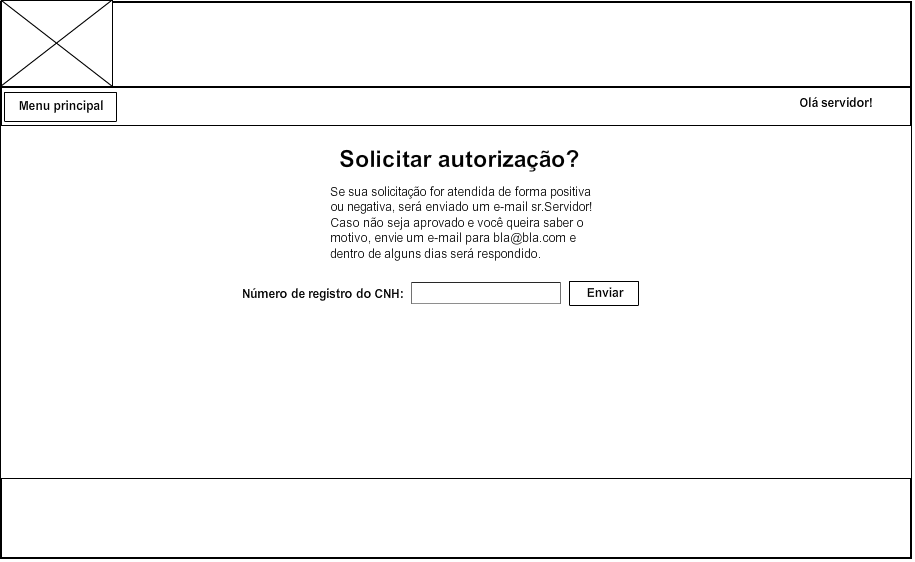 Menu principal
Olá servidor!
Solicitar autorização?
Se sua solicitação for atendida de forma positiva
ou negativa, será enviado um e-mail sr.Servidor!
Caso não seja aprovado e você queira saber o
motivo, envie um e-mail para bla@bla.com e
dentro de alguns dias será respondido.
Número de registro do CNH:
Enviar